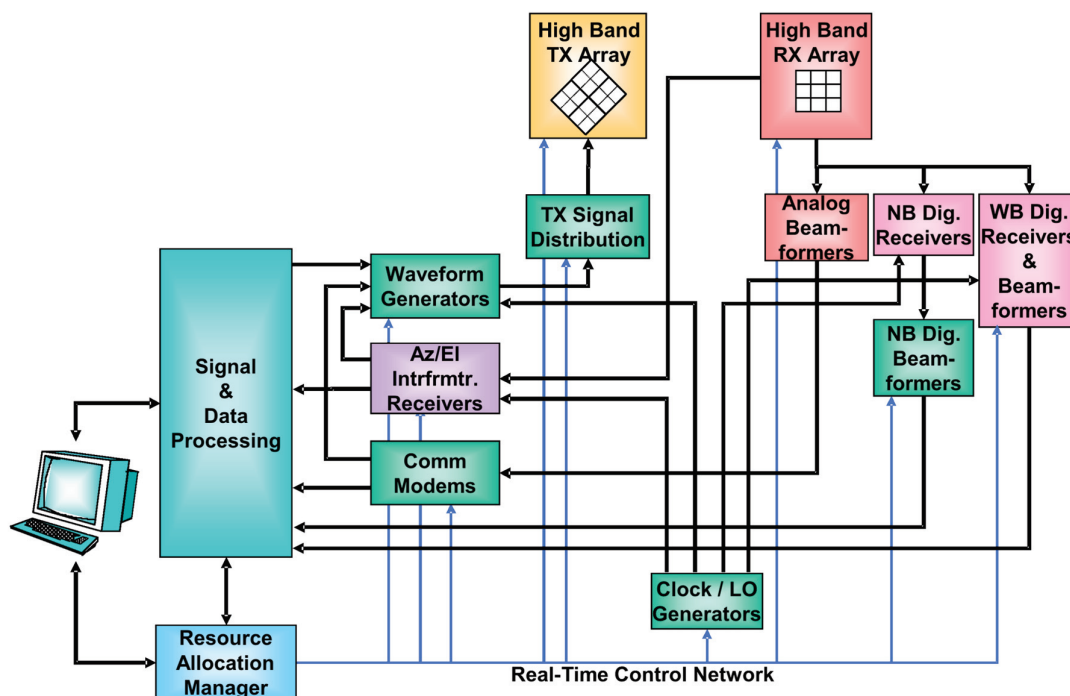 High Band
TX Array
High Band
RX Array
TX Signal
Distribution
Analog
Beam-
formers
NB Dig.
Receivers
WB Dig.
Receivers
&
Beam-
formers
Waveform
Generators
Az/El
Intrfrmtr.
Receivers
NB Dig.
Beam-
formers
Signal
&
Data
Processing
Comm
Modems
Clock / LO
Generators
Resource
Allocation
Manager
Real-Time Control Network